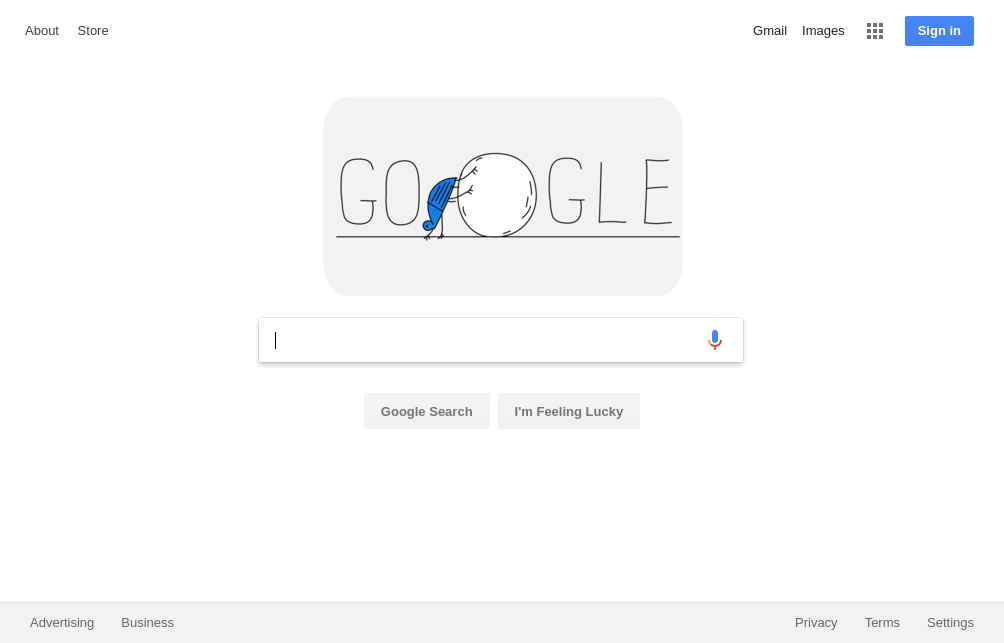 About Store Gmail Images Sign in
GOOGLE
Google Search I'm Feeling Lucky
Advertising Business Privacy Terms Settings